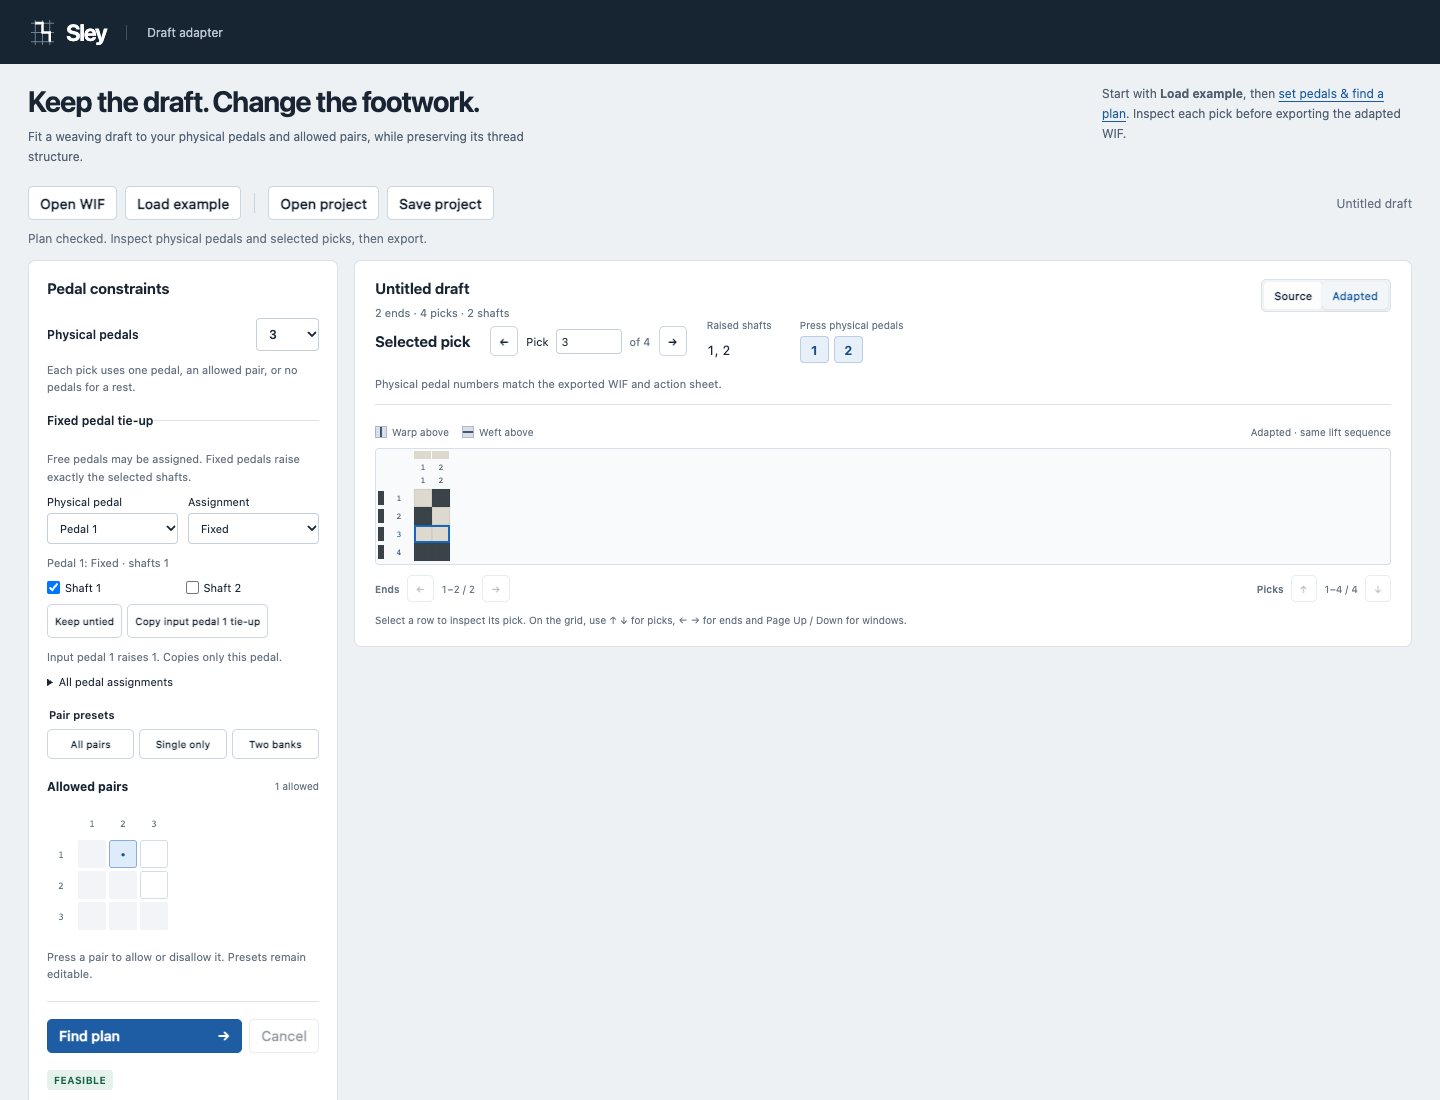 Sley
Draft adapter
Keep the draft. Change the footwork.
Fit a weaving draft to your physical pedals and allowed pairs, while preserving its thread
structure.
Start with Load example, then set pedals & find a
plan. Inspect each pick before exporting the adapted
WIF.
Open WIF
Load example
Open project
Save project
Untitled draft
Plan checked. Inspect physical pedals and selected picks, then export.
Pedal constraints
Physical pedals
3
Each pick uses one pedal, an allowed pair, or no
pedals for a rest.
Fixed pedal tie-up
Free pedals may be assigned. Fixed pedals raise
exactly the selected shafts.
Physical pedal
Assignment
Pedal 1
Fixed
Pedal 1: Fixed · shafts 1
Shaft 1
Shaft 2
Keep untied
Copy input pedal 1 tie-up
Input pedal 1 raises 1. Copies only this pedal.
▶ All pedal assignments
Pair presets
All pairs
Single only
Two banks
Allowed pairs
1 allowed
1 2 3
1
2
3
Press a pair to allow or disallow it. Presets remain
editable.
Find plan →
Cancel
FEASIBLE
Untitled draft
2 ends · 4 picks · 2 shafts
Source
Adapted
Selected pick
←
Pick
3
of 4
→
Raised shafts
1, 2
Press physical pedals
1
2
Physical pedal numbers match the exported WIF and action sheet.
Warp above
Weft above
Adapted · same lift sequence
1 2
1 2
1
2
3
4
Ends
←
1–2 / 2
→
Picks
↑
1–4 / 4
↓
Select a row to inspect its pick. On the grid, use ↑ ↓ for picks, ← → for ends and Page Up / Down for windows.